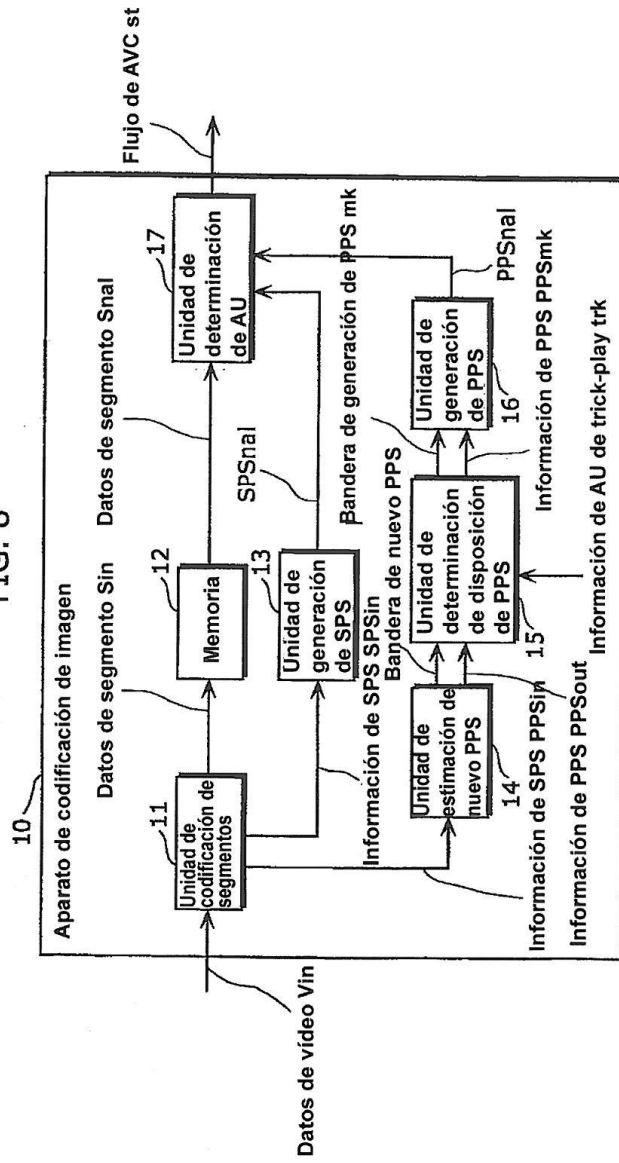 10
Aparato de codificación de imagen
Datos de vídeo Vin
11
Unidad de
codificación de
segmentos
Datos de segmento Sin
12
Memoria
Datos de segmento Snal
17
Unidad de
determinación
de AU
Flujo de AVC st
13
Unidad de
generación
de SPS
SPSnal
Información de SPS SPSin
Bandera de nuevo PPS
Bandera de generación de PPS mk
Unidad de
estimación de
nuevo PPS
14
Unidad de
determinación
de disposición
de PPS
15
Unidad de
generación
de PPS
16
PPSnal
Información de SPS PPSin
Información de PPS PPSout
Información de AU de trick-play trk
Información de PPS PPSmk